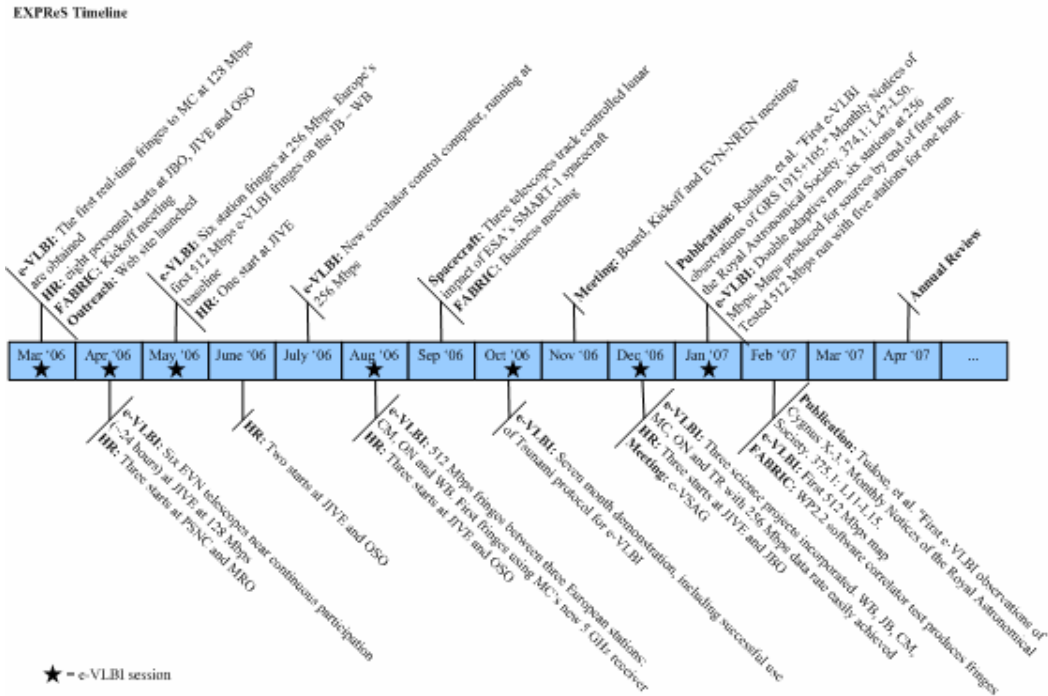 EXPReS Timeline
e-VLBI: The first real-time fringes to MC at 128 Mbps
are obtained
HR: eight personnel starts at JBO, JIVE and OSO
FABRIC: Kickoff meeting
Outreach: Web site launched
e-VLBI: Six station fringes at 256 Mbps. Europe's
first 512 Mbps e-VLBI fringes on the JB – WB
baseline
HR: One start at JIVE
e-VLBI: New correlator control computer, running at
256 Mbps
Spacecraft: Three telescopes track controlled lunar
impact of ESA's SMART-1 spacecraft
FABRIC: Business meeting
Meeting: Board, Kickoff and EVN-NREN meetings
Publication: Rushton, et al. "First e-VLBI
observations of GRS 1915+105." Monthly Notices of
the Royal Astronomical Society. 374.1: L47-L50.
e-VLBI: Double adaptive run, six stations at 256
Mbps. Maps produced for sources by end of first run.
Tested 512 Mbps run with five stations for one hour.
Annual Review
Mar '06 Apr '06 May '06 June '06 July '06 Aug '06 Sep '06 Oct '06 Nov '06 Dec '06 Jan '07 Feb '07 Mar '07 Apr '07 ...
e-VLBI: Six EVN telescopes near continuous participation
(~24 hours) at JIVE at 128 Mbps
HR: Three starts at PSNC and MRO
HR: Two starts at JIVE and OSO
e-VLBI: 512 Mbps fringes between three European stations:
CM, ON and WB. First fringes using MC's new 5 GHz receiver
HR: Three starts at JIVE and OSO
e-VLBI: Seven month demonstration, including successful use
of Tsunami protocol for e-VLBI
e-VLBI: Three science projects incorporated. WB, JB, CM,
MC, ON and TR with 256 Mbps data rate easily achieved
HR: Three starts at JIVE and JBO
Meeting: e-VSAG
Publication: Tudose, et al. "First e-VLBI observations of
Cygnus X-3." Monthly Notices of the Royal Astronomical
Society. 375.1: L11-L15.
e-VLBI: First 512 Mbps map
FABRIC: WP2.2 software correlator test produces fringes
★ = e-VLBI session